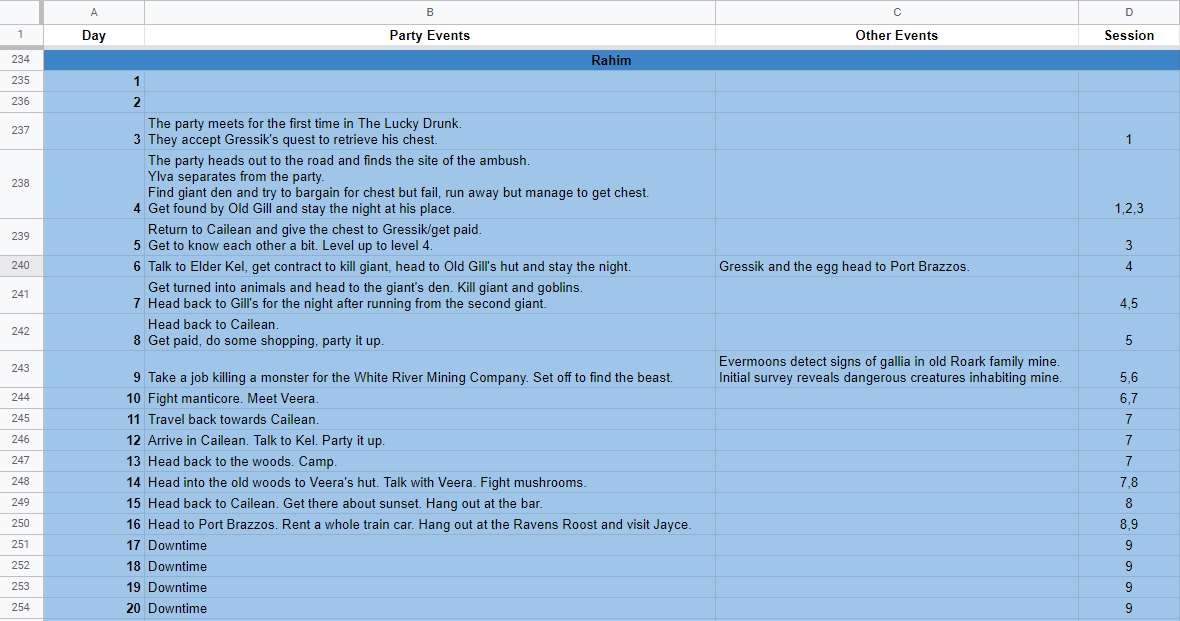 A B C D
1 Day Party Events Other Events Session
234 Rahim
235 1
236 2
The party meets for the first time in The Lucky Drunk.
237 3 They accept Gressik's quest to retrieve his chest. 1
The party heads out to the road and finds the site of the ambush.
Ylva separates from the party.
238 Find giant den and try to bargain for chest but fail, run away but manage to get chest.
4 Get found by Old Gill and stay the night at his place. 1,2,3
Return to Cailean and give the chest to Gressik/get paid.
239 5 Get to know each other a bit. Level up to level 4. 3
240 6 Talk to Elder Kel, get contract to kill giant, head to Old Gill's hut and stay the night. Gressik and the egg head to Port Brazzos. 4
Get turned into animals and head to the giant's den. Kill giant and goblins.
241 7 Head back to Gill's for the night after running from the second giant. 4,5
Head back to Cailean.
242 8 Get paid, do some shopping, party it up. 5
Evermoons detect signs of gallia in old Roark family mine.
243 9 Take a job killing a monster for the White River Mining Company. Set off to find the beast. Initial survey reveals dangerous creatures inhabiting mine. 5,6
244 10 Fight manticore. Meet Veera. 6,7
245 11 Travel back towards Cailean. 7
246 12 Arrive in Cailean. Talk to Kel. Party it up. 7
247 13 Head back to the woods. Camp. 7
248 14 Head into the old woods to Veera's hut. Talk with Veera. Fight mushrooms. 7,8
249 15 Head back to Cailean. Get there about sunset. Hang out at the bar. 8
250 16 Head to Port Brazzos. Rent a whole train car. Hang out at the Ravens Roost and visit Jayce. 8,9
251 17 Downtime 9
252 18 Downtime 9
253 19 Downtime 9
254 20 Downtime 9